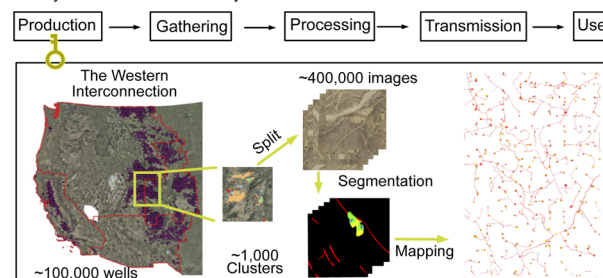 Production
Gathering
Processing
Transmission
Use
The Western
Interconnection
~400,000 images
Split
Segmentation
~1,000
Clusters
Mapping
~100,000 wells